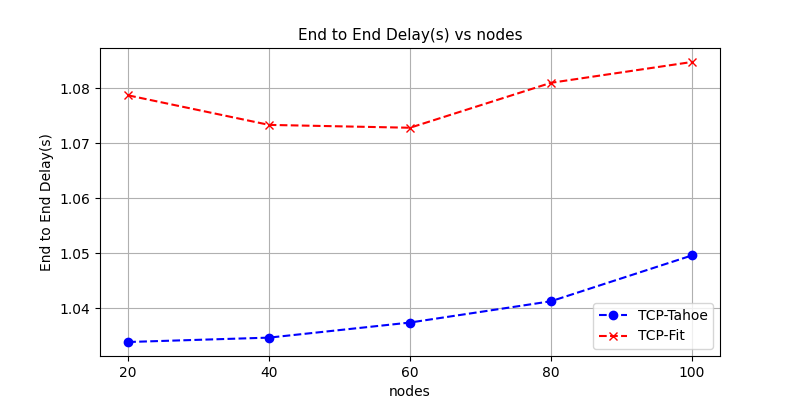 End to End Delay(s) vs nodes
End to End Delay(s)
1.08
1.07
1.06
1.05
1.04
20 40 60 80 100
nodes
TCP-Tahoe
TCP-Fit